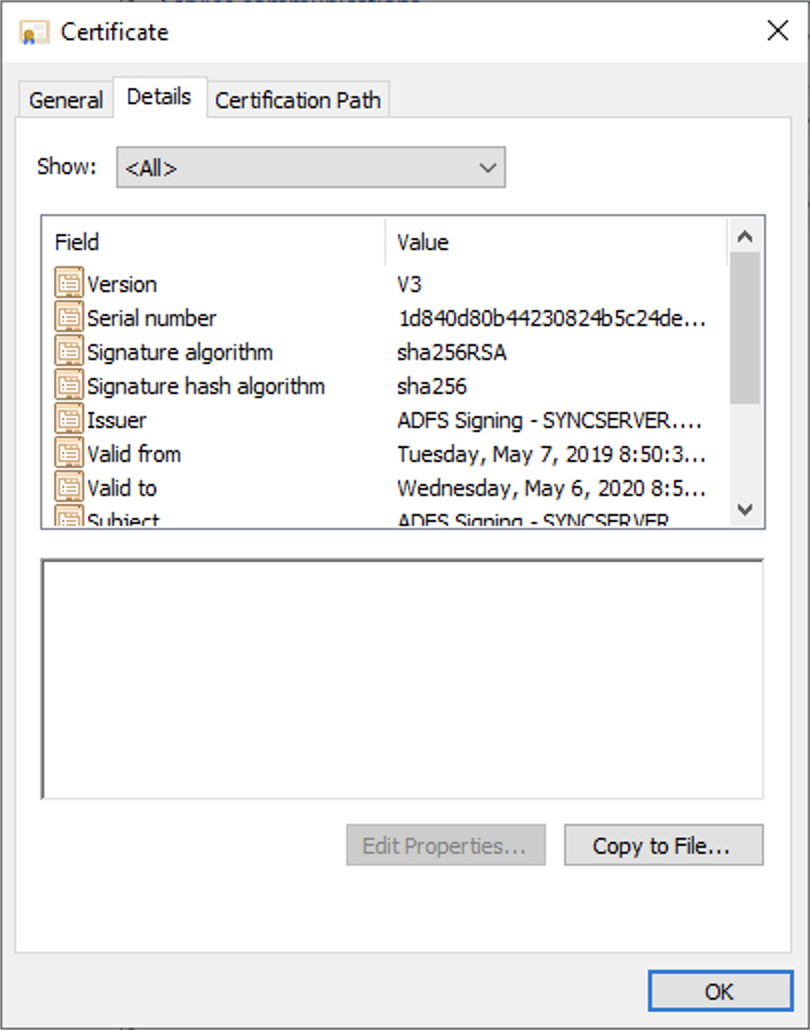 Certificate
General Details Certification Path
Show: <All>
Field Value
Version V3
Serial number 1d840d80b44230824b5c24de...
Signature algorithm sha256RSA
Signature hash algorithm sha256
Issuer ADFS Signing - SYNCSERVER....
Valid from Tuesday, May 7, 2019 8:50:3...
Valid to Wednesday, May 6, 2020 8:5...
Subject ADFS Signing - SYNCSERVER
Edit Properties... Copy to File...
OK